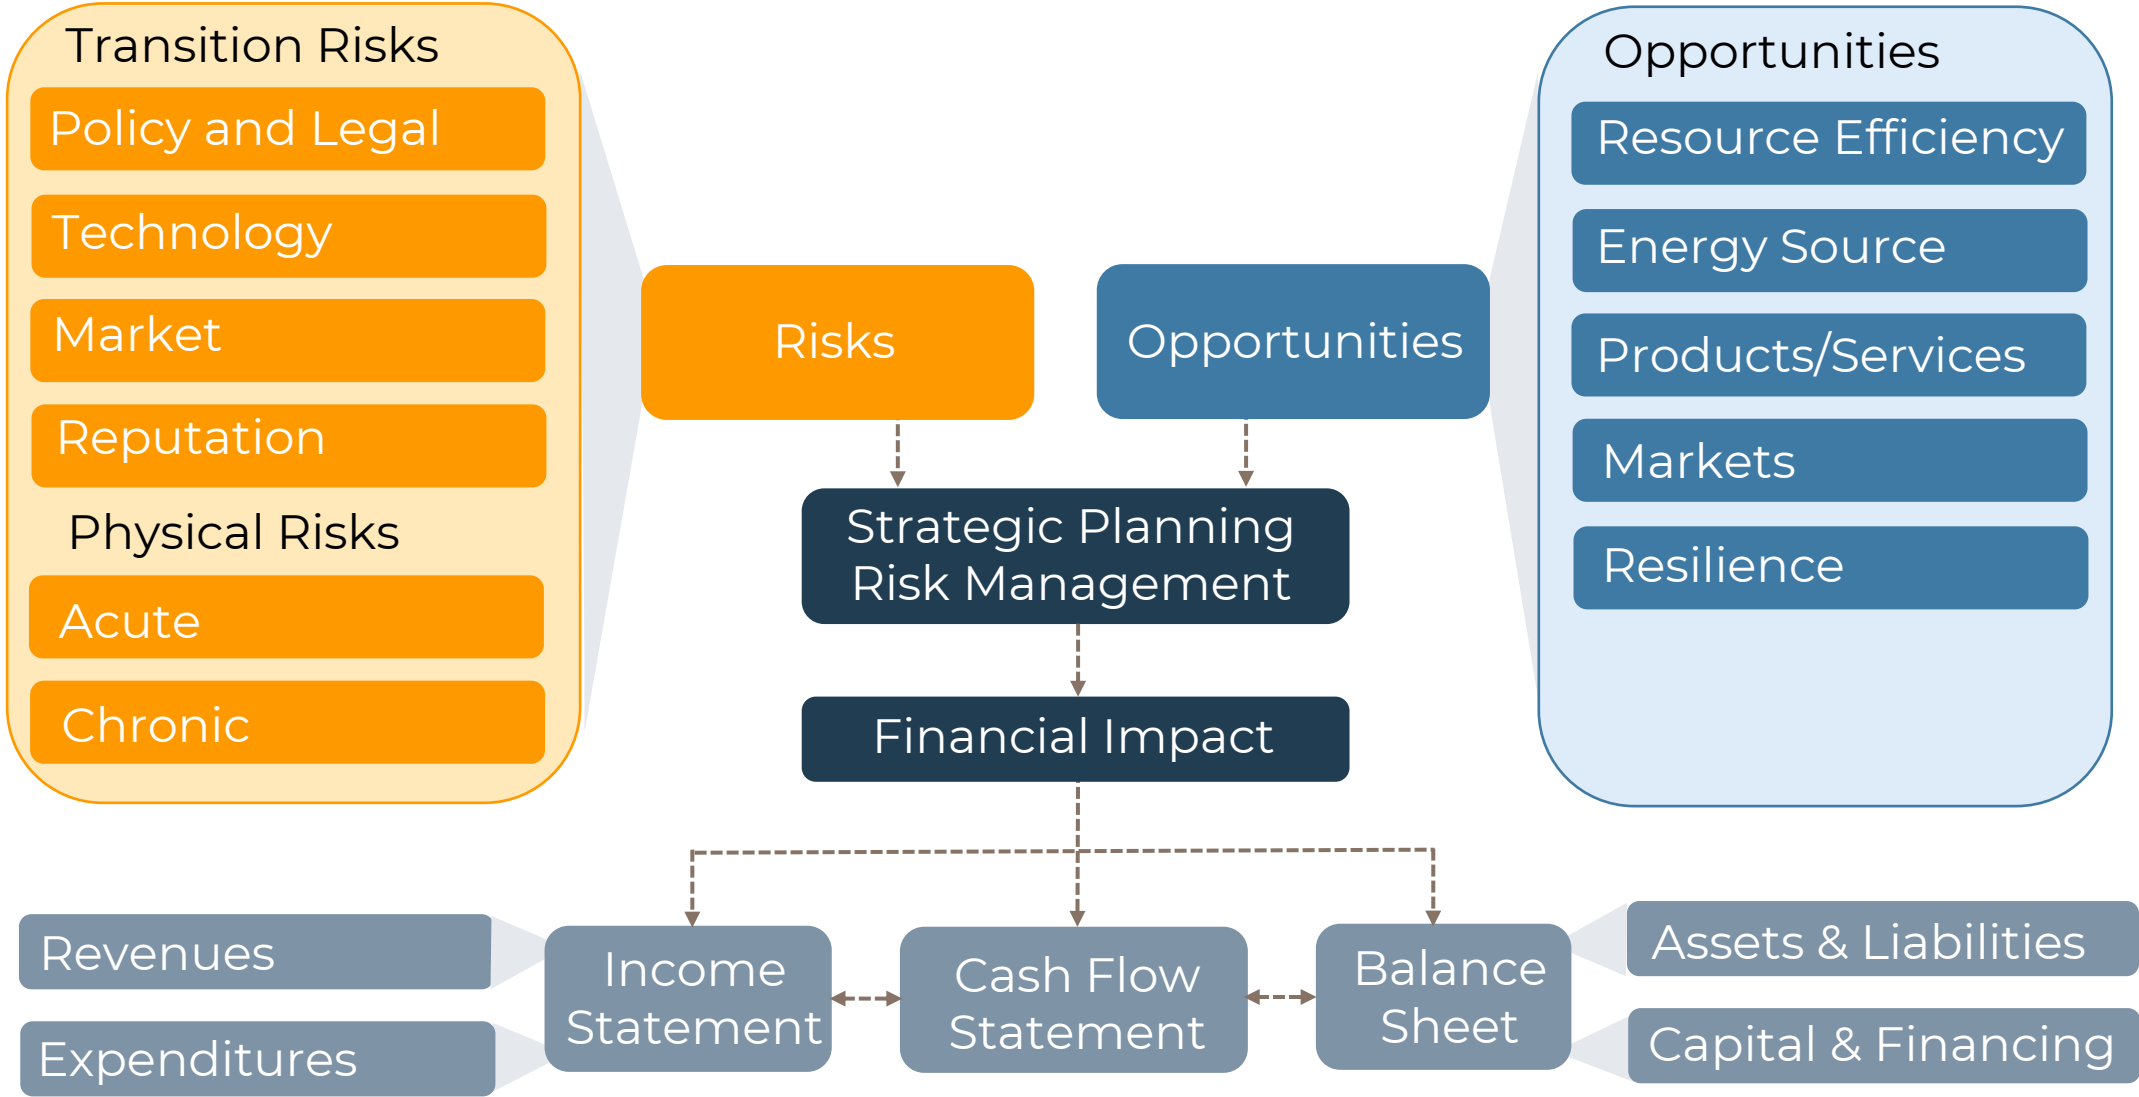 Transition Risks
Policy and Legal
Technology
Market
Reputation
Physical Risks
Acute
Chronic
Risks
Opportunities
Opportunities
Resource Efficiency
Energy Source
Products/Services
Markets
Resilience
Strategic Planning
Risk Management
Financial Impact
Revenues
Expenditures
Income
Statement
Cash Flow
Statement
Balance
Sheet
Assets & Liabilities
Capital & Financing